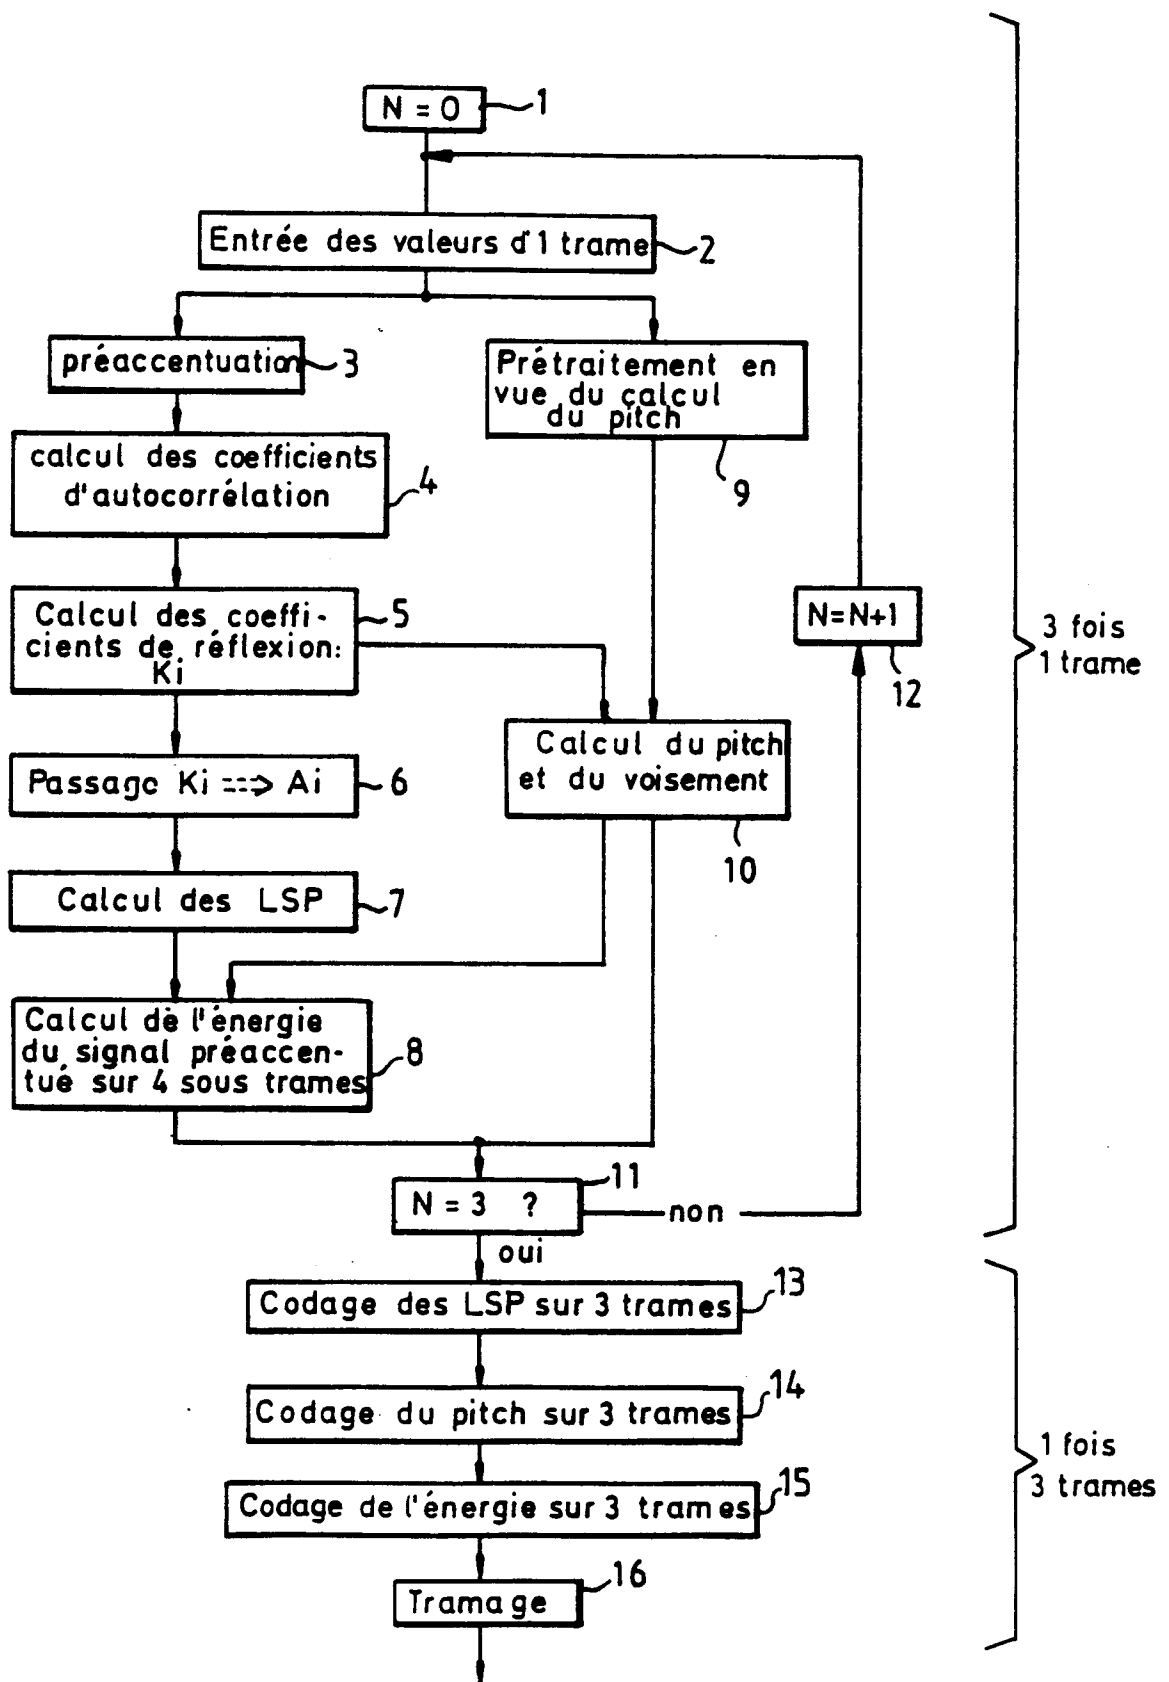 N = 0
1
Entrée des valeurs d'1 trame
2
préaccentuation
3
Prétraitement en
vue du calcul
du pitch
9
calcul des coefficients
d'autocorrélation
4
Calcul des coeffi-
cients de réflexion:
Ki
5
N=N+1
12
3 fois
1 trame
Passage Ki ==> Ai
6
Calcul du pitch
et du voisement
10
Calcul des LSP
7
Calcul de l'énergie
du signal préaccen-
tué sur 4 sous trames
8
N = 3 ?
11
non
oui
Codage des LSP sur 3 trames
13
Codage du pitch sur 3 trames
14
1 fois
3 trames
Codage de l'énergie sur 3 trames
15
Tramage
16